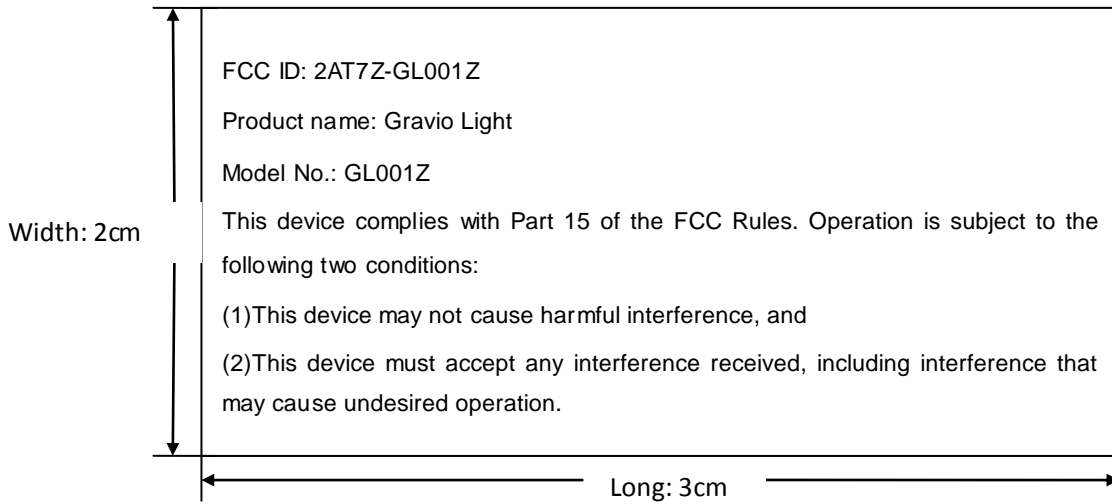 FCC ID: 2AT7Z-GL001Z
Product name: Gravio Light
Model No.: GL001Z
Width: 2cm
This device complies with Part 15 of the FCC Rules. Operation is subject to the
following two conditions:
(1)This device may not cause harmful interference, and
(2)This device must accept any interference received, including interference that
may cause undesired operation.
Long: 3cm